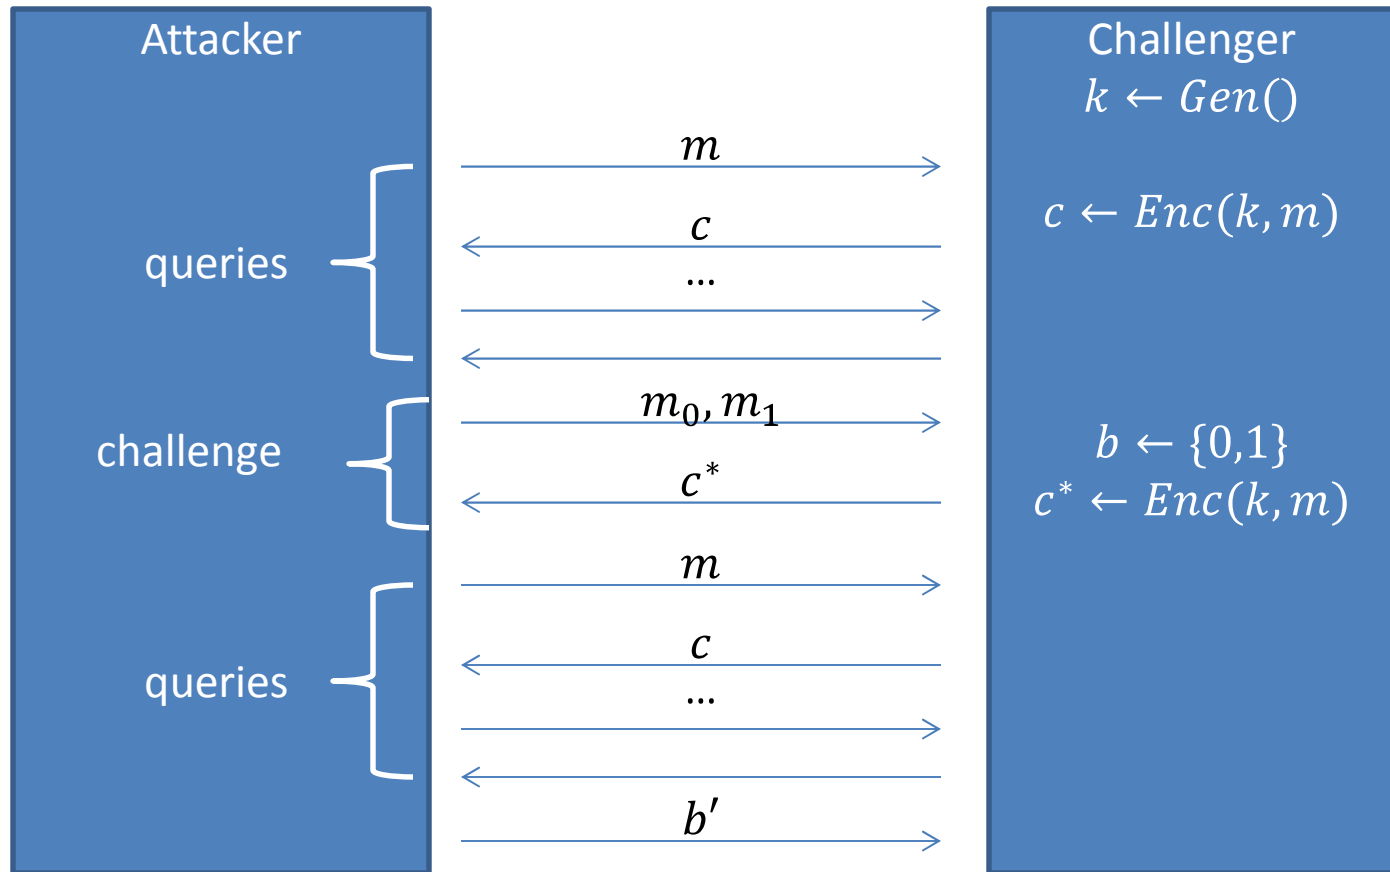 Attacker
Challenger
k ← Gen()
m
c ← Enc(k, m)
c
queries
...
m₀, m₁
b ← {0,1}
challenge
c*
c* ← Enc(k, m)
m
c
queries
...
b′